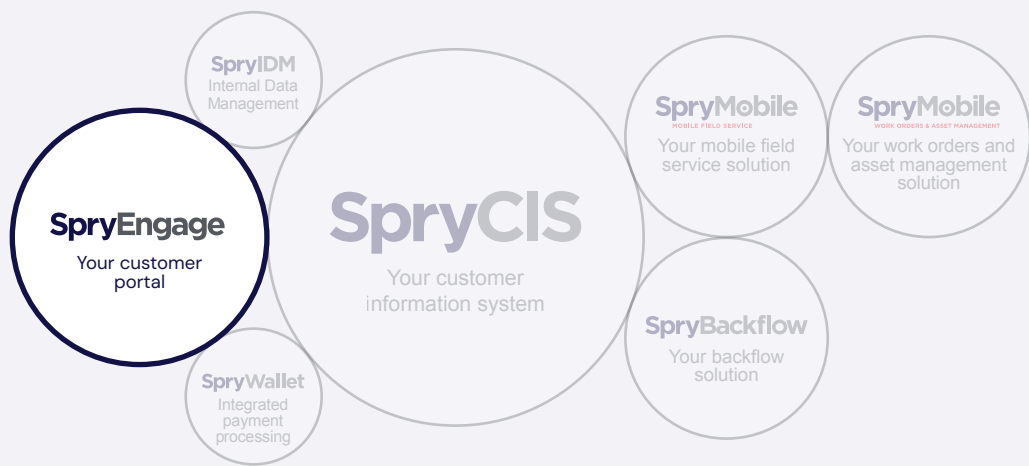 SpryIDM
Internal Data
Management
SpryEngage
Your customer
portal
SpryWallet
Integrated
payment
processing
SpryCIS
Your customer
information system
SpryMobile
MOBILE FIELD SERVICE
Your mobile field
service solution
SpryMobile
WORK ORDERS & ASSET MANAGEMENT
Your work orders and
asset management
solution
SpryBackflow
Your backflow
solution